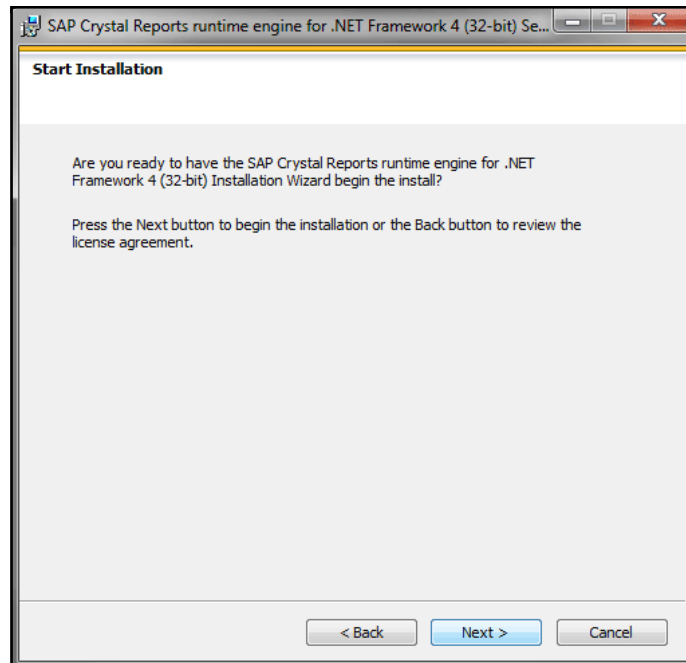 SAP Crystal Reports runtime engine for .NET Framework 4 (32-bit) Se...
Start Installation
Are you ready to have the SAP Crystal Reports runtime engine for .NET
Framework 4 (32-bit) Installation Wizard begin the install?
Press the Next button to begin the installation or the Back button to review the
license agreement.
< Back
Next >
Cancel